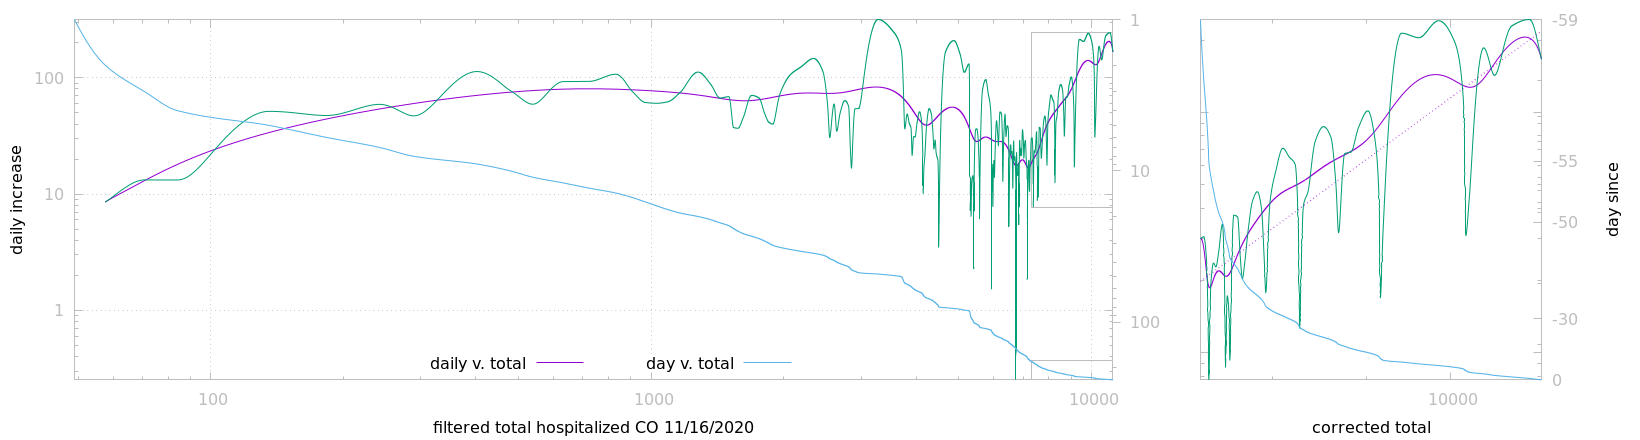 1
-59
100
-55
10
10
-50
daily increase
day since
1
100
-30
daily v. total
day v. total
0
100
1000
10000
10000
filtered total hospitalized CO 11/16/2020
corrected total